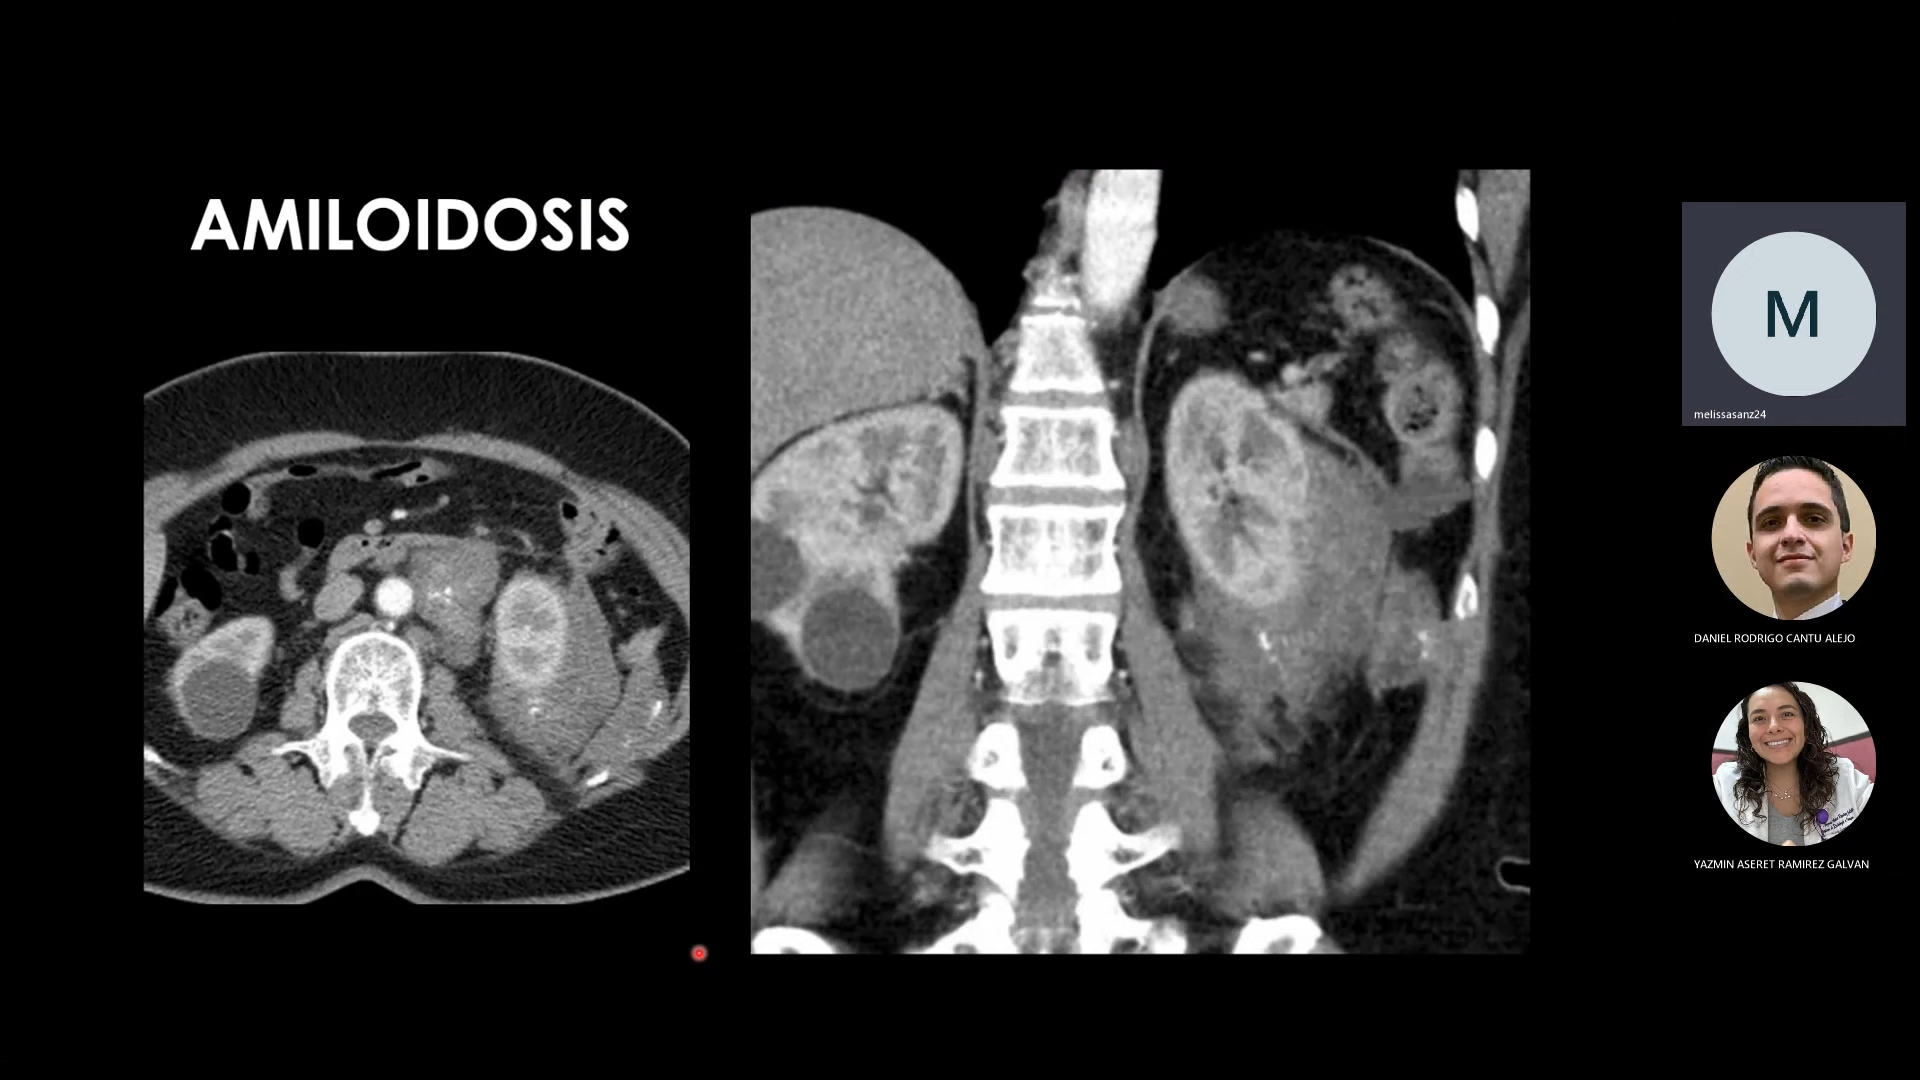 AMILOIDOSIS
M
melissasanz24
DANIEL RODRIGO CANTU ALEJO
YAZMIN ASERET RAMIREZ GALVAN